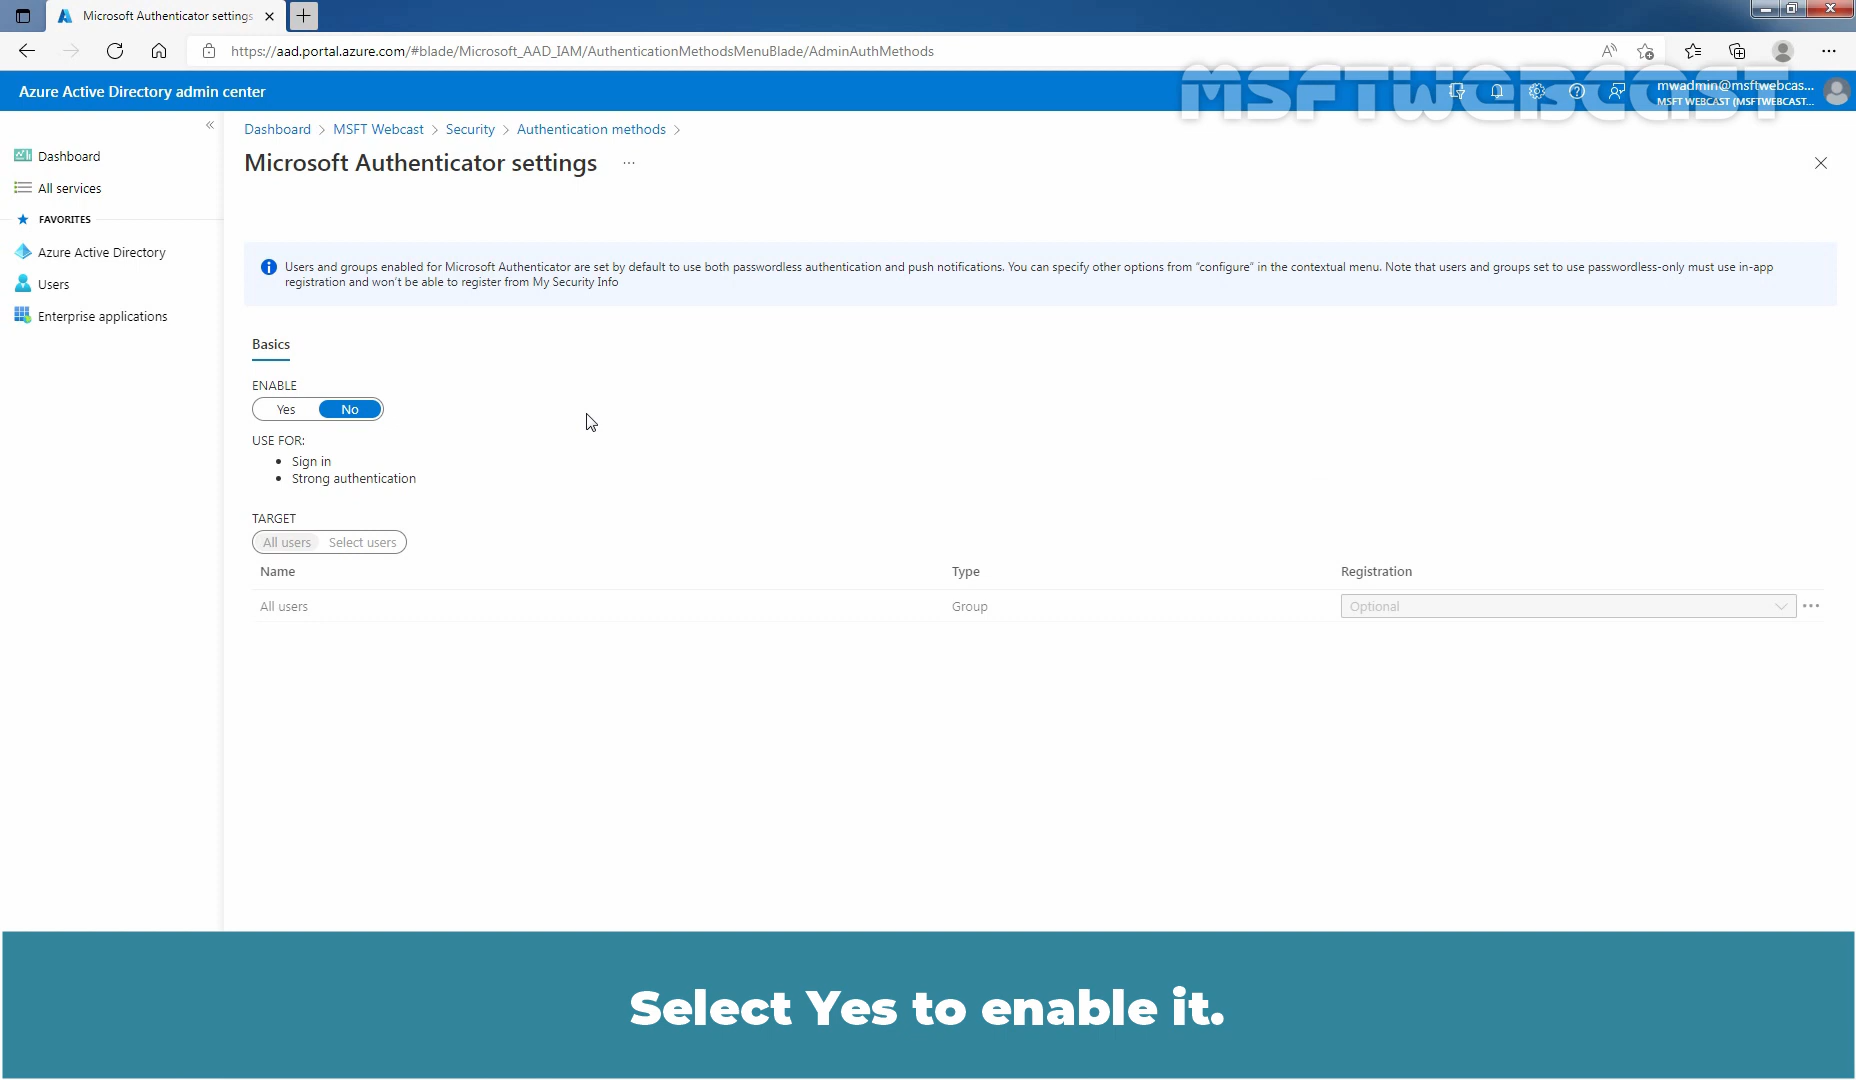 Microsoft Authenticator settings
https://aad.portal.azure.com/#blade/Microsoft_AAD_IAM/AuthenticationMethodsMenuBlade/AdminAuthMethods
MSFTWEBCAST
Azure Active Directory admin center
mwadmin@msftwebcas...
MSFT WEBCAST (MSFTWEBCAST....
Dashboard
All services
FAVORITES
Azure Active Directory
Users
Enterprise applications
Dashboard > MSFT Webcast > Security > Authentication methods >
Microsoft Authenticator settings ...
Users and groups enabled for Microsoft Authenticator are set by default to use both passwordless authentication and push notifications. You can specify other options from "configure" in the contextual menu. Note that users and groups set to use passwordless-only must use in-app
registration and won't be able to register from My Security Info
Basics
ENABLE
Yes No
USE FOR:
• Sign in
• Strong authentication
TARGET
All users Select users
Name Type Registration
All users Group Optional
Select Yes to enable it.